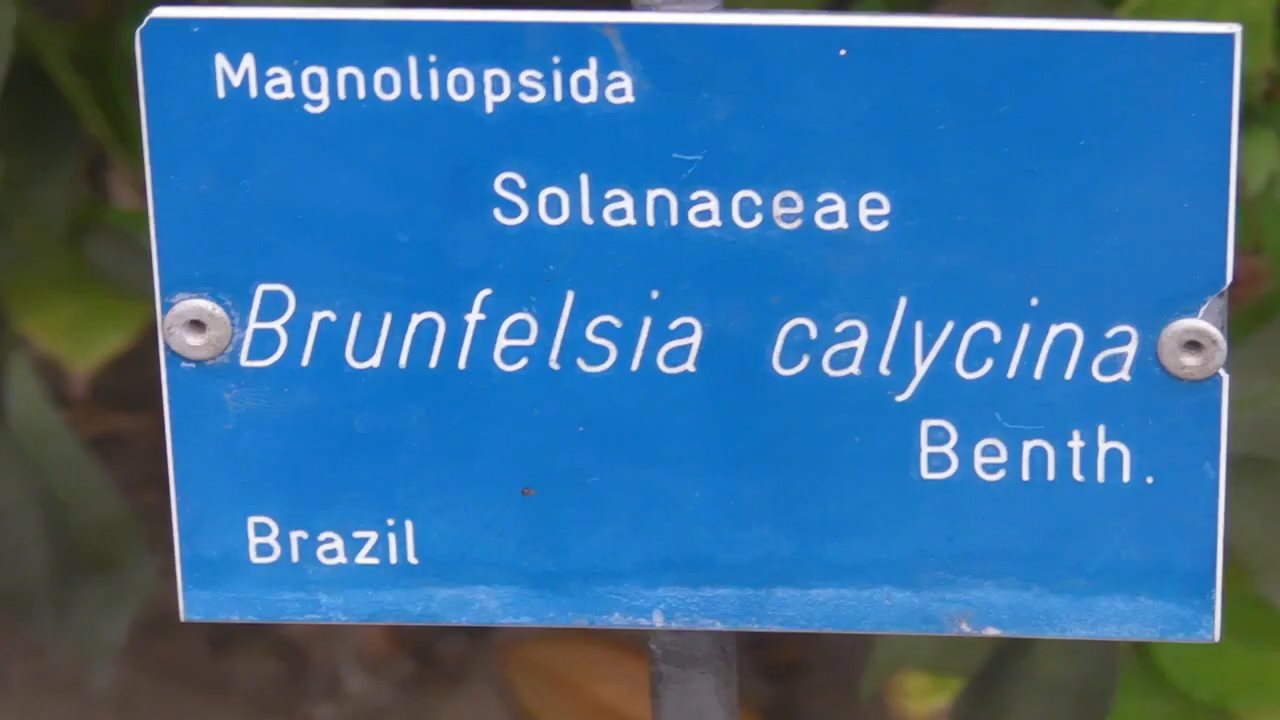 Magnoliopsida
Solanaceae
Brunfelsia calycina
Benth.
Brazil